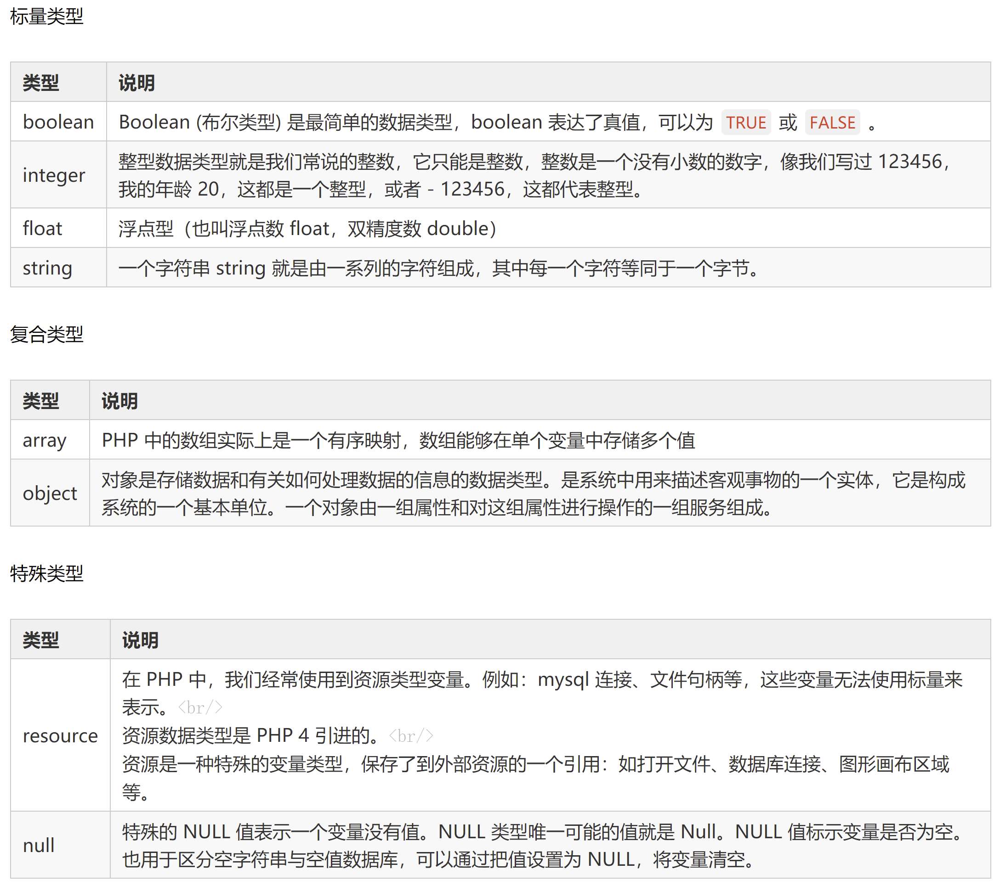 标量类型
类型 说明
boolean Boolean (布尔类型) 是最简单的数据类型，boolean 表达了真值，可以为 TRUE 或 FALSE 。
integer 整型数据类型就是我们常说的整数，它只能是整数，整数是一个没有小数的数字，像我们写过 123456，
我的年龄 20，这都是一个整型，或者 - 123456，这都代表整型。
float 浮点型（也叫浮点数 float，双精度数 double）
string 一个字符串 string 就是由一系列的字符组成，其中每一个字符等同于一个字节。
复合类型
类型 说明
array PHP 中的数组实际上是一个有序映射，数组能够在单个变量中存储多个值
object 对象是存储数据和有关如何处理数据的信息的数据类型。是系统中用来描述客观事物的一个实体，它是构成
系统的一个基本单位。一个对象由一组属性和对这组属性进行操作的一组服务组成。
特殊类型
类型 说明
resource 在 PHP 中，我们经常使用到资源类型变量。例如：mysql 连接、文件句柄等，这些变量无法使用标量来
表示。<br/>
资源数据类型是 PHP 4 引进的。<br/>
资源是一种特殊的变量类型，保存了到外部资源的一个引用：如打开文件、数据库连接、图形画布区域
等。
null 特殊的 NULL 值表示一个变量没有值。NULL 类型唯一可能的值就是 Null。NULL 值标示变量是否为空。
也用于区分空字符串与空值数据库，可以通过把值设置为 NULL，将变量清空。